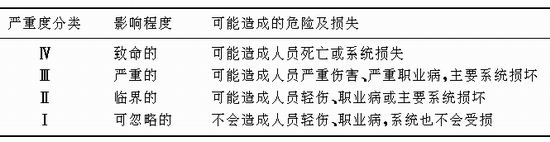 严重度分类 影响程度 可能造成的危险及损失
Ⅳ 致命的 可能造成人员死亡或系统损失
Ⅲ 严重的 可能造成人员严重伤害、严重职业病,主要系统损坏
Ⅱ 临界的 可能造成人员轻伤、职业病或主要系统损坏
Ⅰ 可忽略的 不会造成人员轻伤、职业病,系统也不会受损